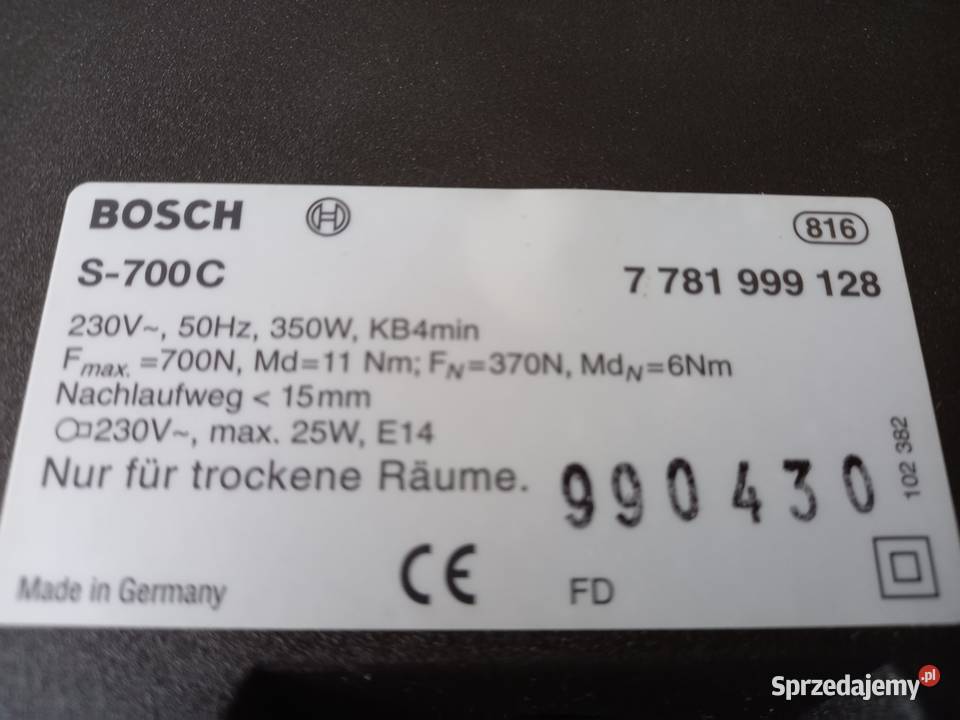 BOSCH 816
S-700C 7 781 999 128
230V~, 50Hz, 350W, KB4min
Fmax. =700N, Md=11 Nm; FN=370N, MdN=6Nm
Nachlaufweg < 15mm
230V~, max. 25W, E14
Nur für trockene Räume. 990430
102 382
Made in Germany CE FD
Sprzedajemy.pl